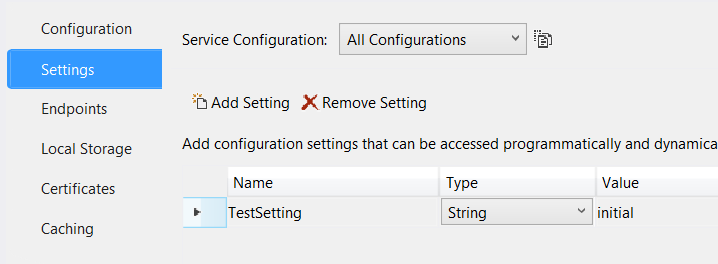 Configuration
Settings
Endpoints
Local Storage
Certificates
Caching
Service Configuration: All Configurations
Add Setting Remove Setting
Add configuration settings that can be accessed programmatically and dynamica
Name Type Value
TestSetting String initial